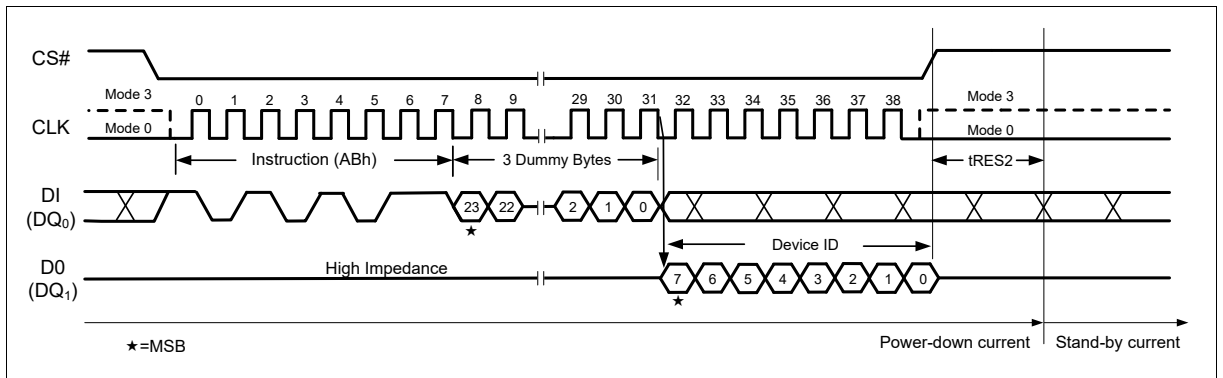 CS#
Mode 3
0 1 2 3 4 5 6 7 8 9 29 30 31 32 33 34 35 36 37 38
Mode 3
CLK
Mode 0
Mode 0
Instruction (ABh)
3 Dummy Bytes
tRES2
DI
(DQ₀)
23 22 2 1 0
★
Device ID
D0
(DQ₁)
High Impedance
7 6 5 4 3 2 1 0
★
★=MSB
Power-down current
Stand-by current